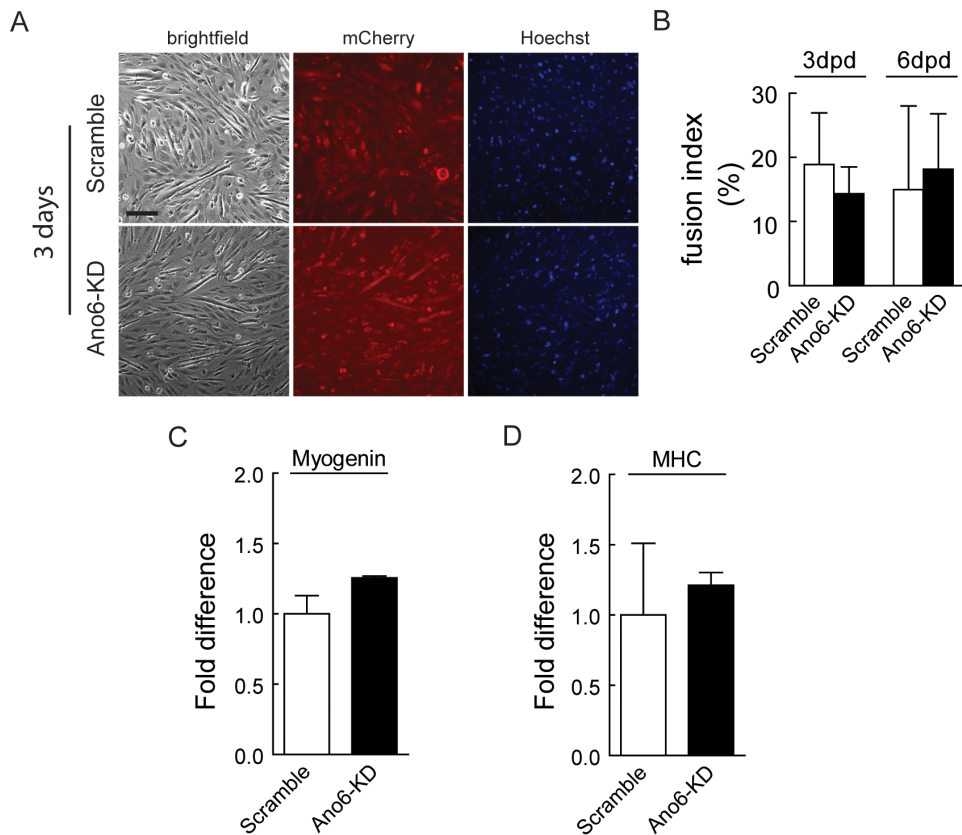 A
brightfield
mCherry
Hoechst
3 days
Scramble
Ano6-KD
B
3dpd
6dpd
fusion index
(%)
30
20
10
0
Scramble
Ano6-KD
Scramble
Ano6-KD
C
Myogenin
Fold difference
2.0
1.5
1.0
0.5
0.0
Scramble
Ano6-KD
D
MHC
Fold difference
2.0
1.5
1.0
0.5
0.0
Scramble
Ano6-KD